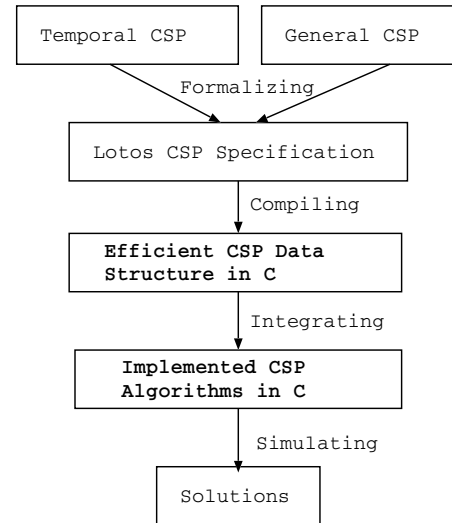 Temporal CSP
General CSP
Formalizing
Lotos CSP Specification
Compiling
Efficient CSP Data
Structure in C
Integrating
Implemented CSP
Algorithms in C
Simulating
Solutions